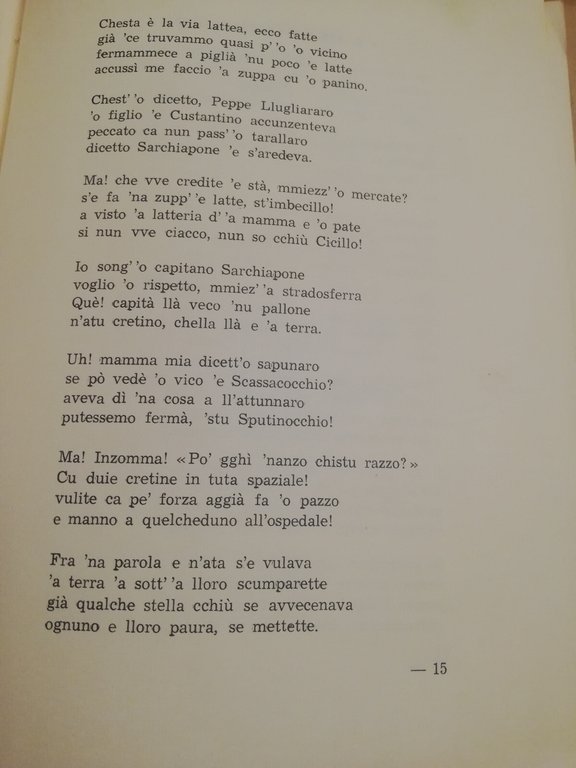 Chesta è la via lattea, ecco fatte
già 'ce truvammo quasi p' 'o 'o vicino
fermammece a piglià 'nu poco 'e latte
accussì me faccio 'a zuppa cu 'o panino.
Chest' 'o dicetto, Peppe Llugliararo
'o figlio 'e Custantino accunzenteva
peccato ca nun pass' 'o tarallaro
dicetto Sarchiapone 'e s'aredeva.
Ma! che vve credite 'e stà, mmiezz' 'o mercate?
s'e fa 'na zupp' 'e latte, st'imbecillo!
a visto 'a latteria d' 'a mamma e 'o pate
si nun vve ciacco, nun so cchiù Cicillo!
Io song' 'o capitano Sarchiapone
voglio 'o rispetto, mmiez' 'a stradosferra
Què! capità llà veco 'nu pallone
n'atu cretino, chella llà e 'a terra.
Uh! mamma mia dicett'o sapunaro
se pò vedè 'o vico 'e Scassacocchio?
aveva dì 'na cosa a ll'attunnaro
putessemo fermà, 'stu Sputinocchio!
Ma! Inzomma! «Po' gghì 'nanzo chistu razzo?»
Cu duie cretine in tuta spaziale!
vulite ca pe' forza aggià fa 'o pazzo
e manno a quelcheduno all'ospedale!
Fra 'na parola e n'ata s'e vulava
'a terra 'a sott' 'a lloro scumparette
già qualche stella cchiù se avvecenava
ognuno e lloro paura, se mettette.
— 15